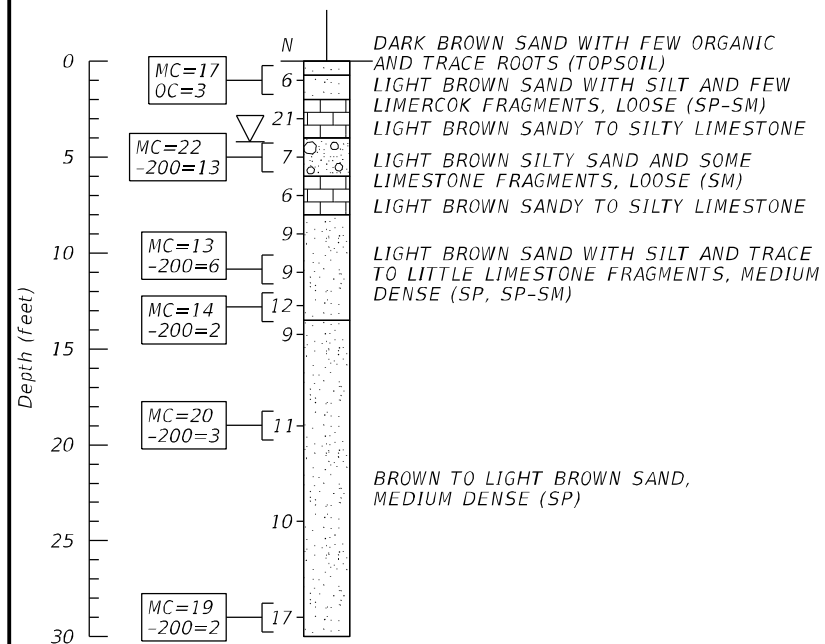 N
0
5
10
15
20
25
30
Depth (feet)
MC=17
OC=3
MC=22
-200=13
MC=13
-200=6
MC=14
-200=2
MC=20
-200=3
MC=19
-200=2
6
21
7
6
9
9
12
9
11
10
17
DARK BROWN SAND WITH FEW ORGANIC
AND TRACE ROOTS (TOPSOIL)
LIGHT BROWN SAND WITH SILT AND FEW
LIMERCOK FRAGMENTS, LOOSE (SP-SM)
LIGHT BROWN SANDY TO SILTY LIMESTONE
LIGHT BROWN SILTY SAND AND SOME
LIMESTONE FRAGMENTS, LOOSE (SM)
LIGHT BROWN SANDY TO SILTY LIMESTONE
LIGHT BROWN SAND WITH SILT AND TRACE
TO LITTLE LIMESTONE FRAGMENTS, MEDIUM
DENSE (SP, SP-SM)
BROWN TO LIGHT BROWN SAND,
MEDIUM DENSE (SP)